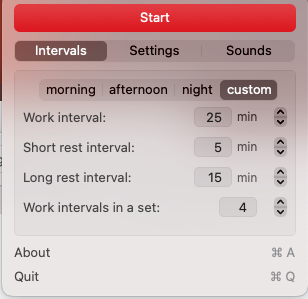 Start
Intervals Settings Sounds
morning afternoon night custom
Work interval: 25 min
Short rest interval: 5 min
Long rest interval: 15 min
Work intervals in a set: 4
About ⌘ A
Quit ⌘ Q